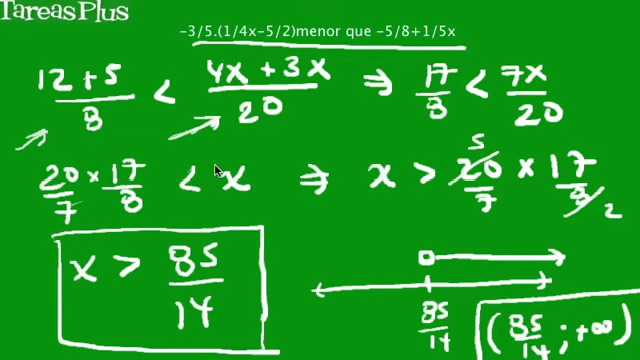 Tareas Plus
-3/5.(1/4x-5/2)menor que -5/8+1/5x
12+5/8 < 4x+3x/20 ⇒ 17/8 < 7x/20
20/7 × 17/8 < x ⇒ x > 5 20/7 × 17/8 2
x > 85/14
85/14
(85/14 ; +∞)